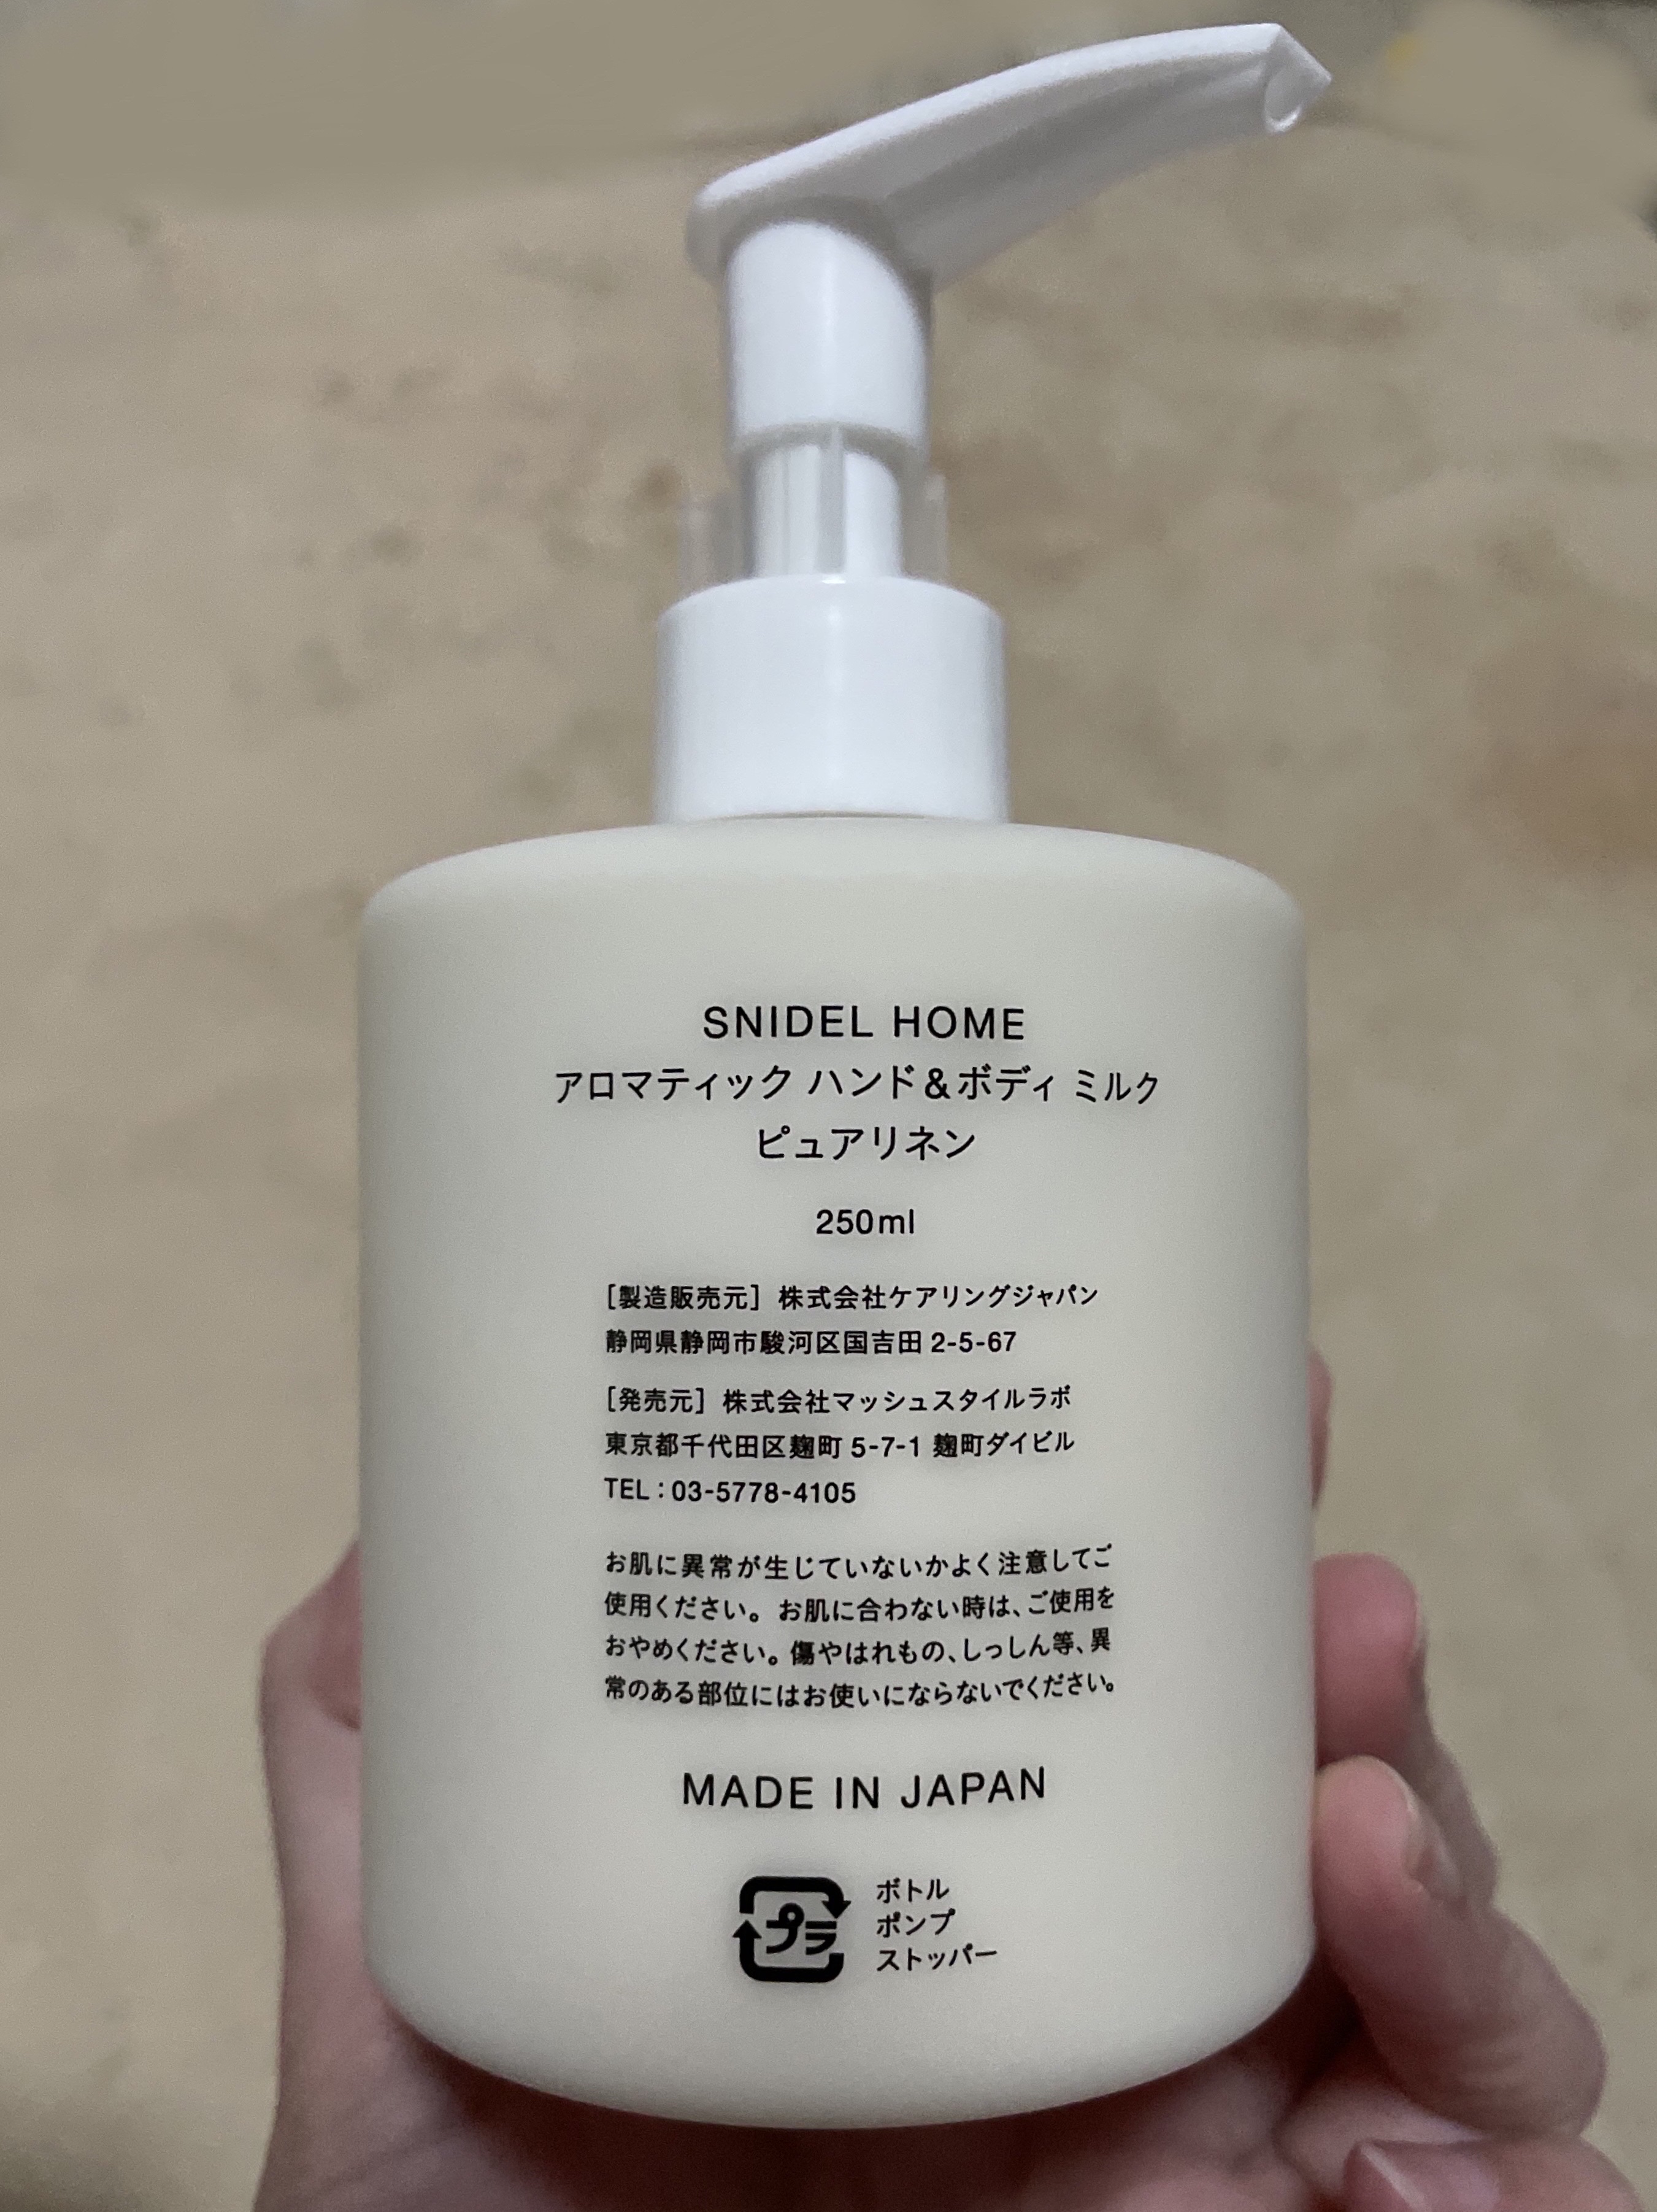 SNIDEL HOME
アロマティック ハンド＆ボディ ミルク
ピュアリネン
250ml
［製造販売元］株式会社ケアリングジャパン
静岡県静岡市駿河区国吉田 2-5-67
［発売元］株式会社マッシュスタイルラボ
東京都千代田区麹町 5-7-1 麹町ダイビル
TEL：03-5778-4105
お肌に異常が生じていないかよく注意してご
使用ください。お肌に合わない時は、ご使用を
おやめください。傷やはれもの、しっしん等、異
常のある部位にはお使いにならないでください。
MADE IN JAPAN
プラ
ボトル
ポンプ
ストッパー